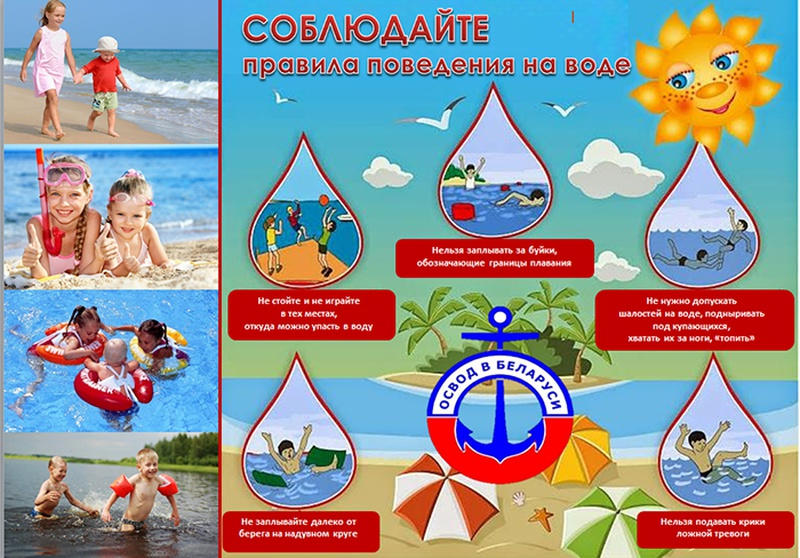 СОБЛЮДАЙТЕ
правила поведения на воде
Нельзя заплывать за буйки,
обозначающие границы плавания
Не стойте и не играйте
в тех местах,
откуда можно упасть в воду
Не нужно допускать
шалостей на воде, подныривать
под купающихся,
хватать их за ноги, «топить»
ОСВОД В БЕЛАРУСИ
Не заплывайте далеко от
берега на надувном круге
Нельзя подавать крики
ложной тревоги